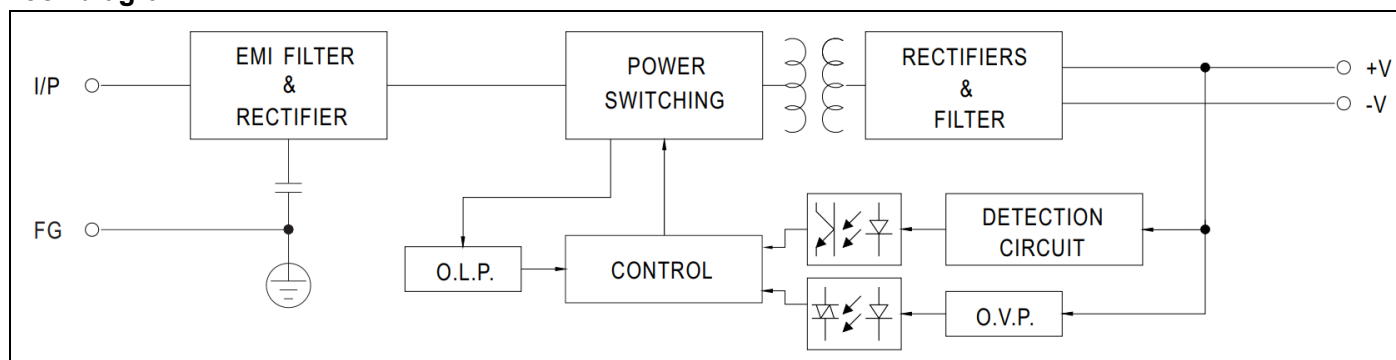 I/P
EMI FILTER
&
RECTIFIER
POWER
SWITCHING
RECTIFIERS
&
FILTER
+V
-V
FG
O.L.P.
CONTROL
DETECTION
CIRCUIT
O.V.P.